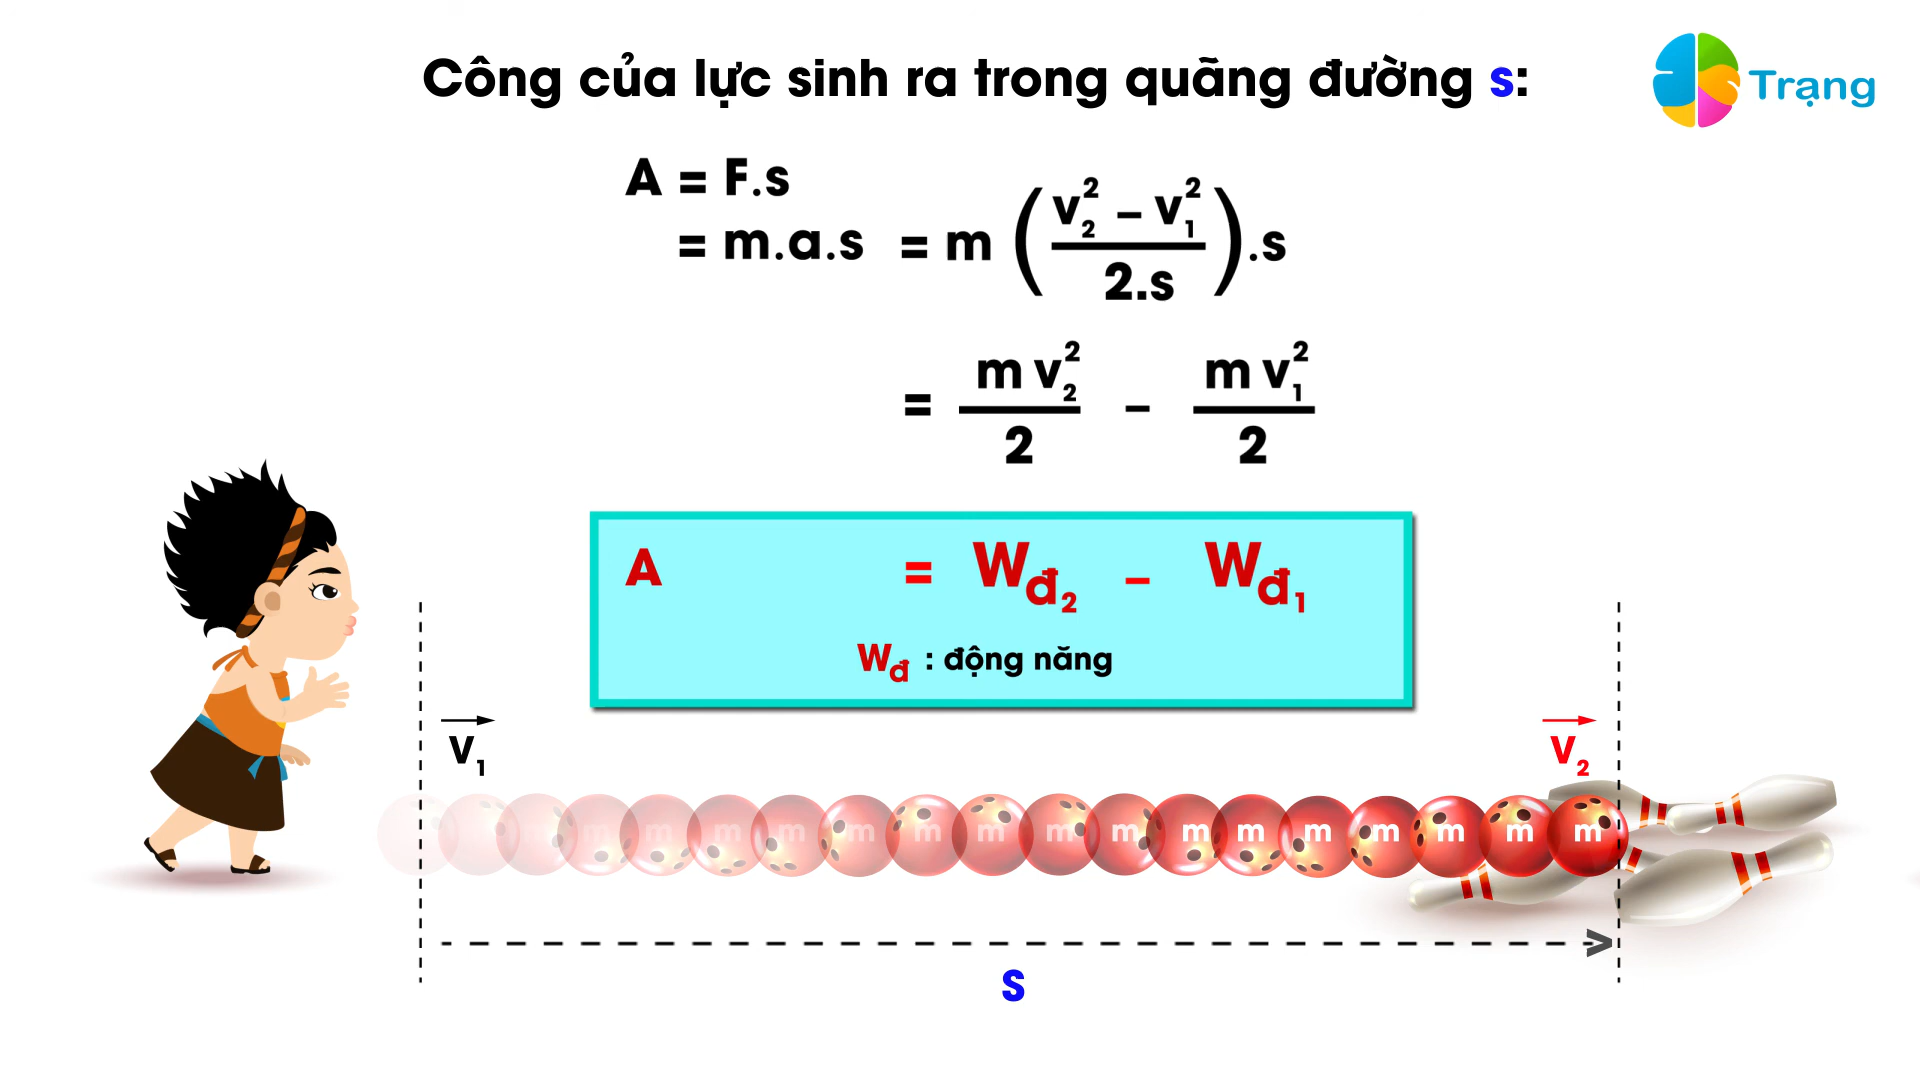 Công của lực sinh ra trong quãng đường s:
Trạng
A = F.s
= m.a.s = m ( (v₂² – v₁²) / 2.s ).s
= m v₂² / 2 – m v₁² / 2
A = Wđ₂ – Wđ₁
Wđ : động năng
V₁
V₂
m m m m m m m m m m m m m m m m m
s